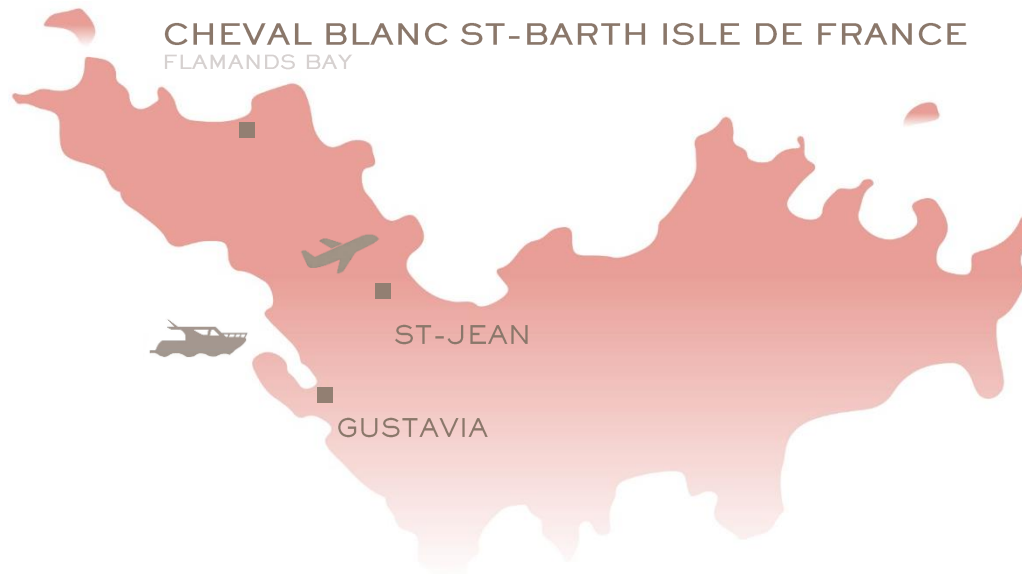 CHEVAL BLANC ST-BARTH ISLE DE FRANCE
FLAMANDS BAY
ST-JEAN
GUSTAVIA